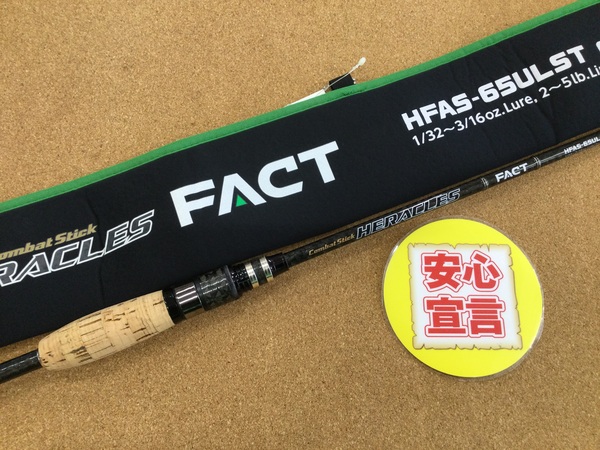 HFAS-65ULST
1/32~3/16oz.Lure, 2~5lb.Li
FACT
Combat Stick
RACLES
Combat Stick HERACLES FACT HFAS-65UL
安心
宣言